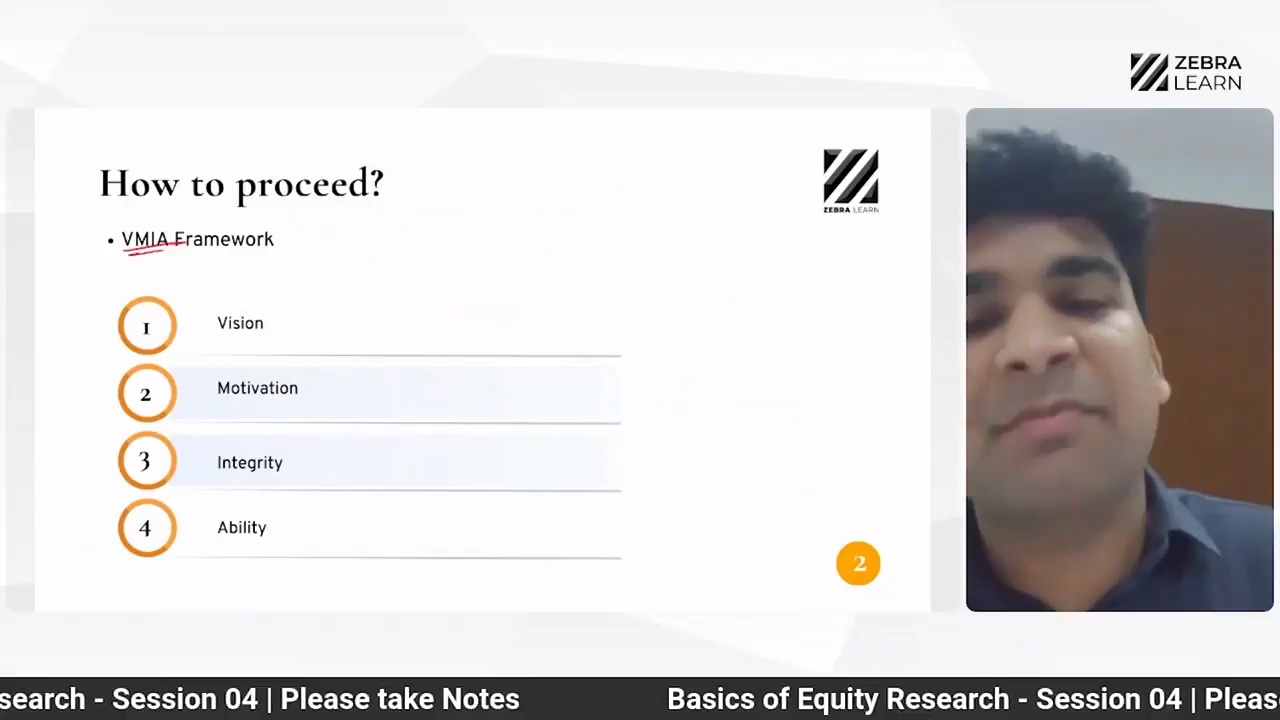 ZEBRA
LEARN
How to proceed?
ZEBRA LEARN
• VMIA Framework
1 Vision
2 Motivation
3 Integrity
4 Ability
2
search - Session 04 | Please take Notes Basics of Equity Research - Session 04 | Pleas